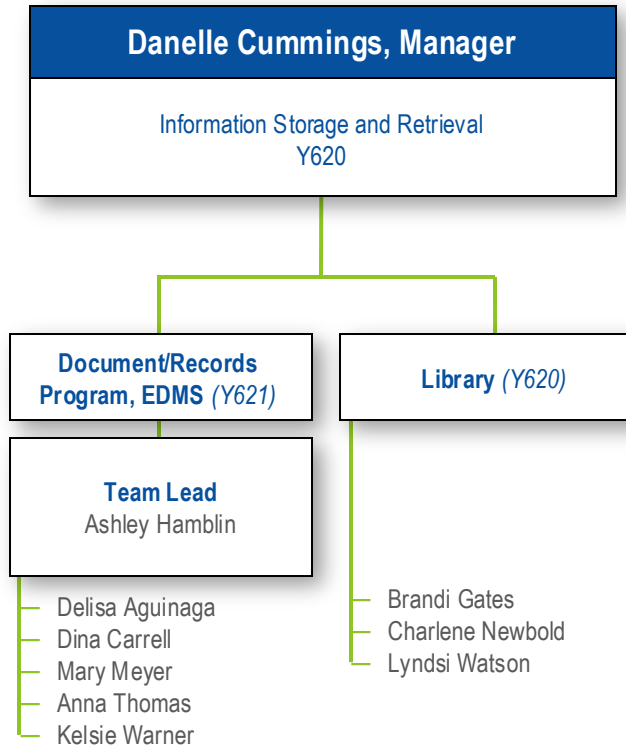 Danelle Cummings, Manager
Information Storage and Retrieval
Y620
Document/Records
Program, EDMS (Y621)
Team Lead
Ashley Hamblin
Delisa Aguinaga
Dina Carrell
Mary Meyer
Anna Thomas
Kelsie Warner
Library (Y620)
Brandi Gates
Charlene Newbold
Lyndsi Watson